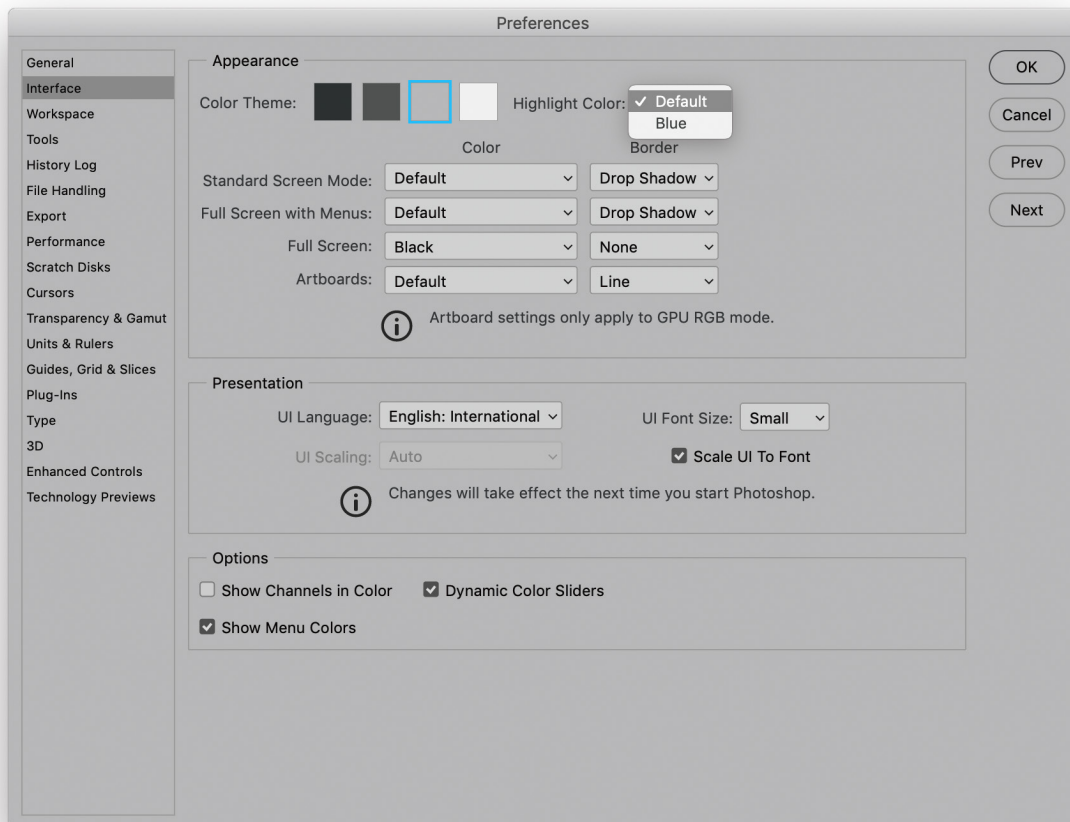 Preferences
General
Interface
Workspace
Tools
History Log
File Handling
Export
Performance
Scratch Disks
Cursors
Transparency & Gamut
Units & Rulers
Guides, Grid & Slices
Plug-Ins
Type
3D
Enhanced Controls
Technology Previews
Appearance
Color Theme: Highlight Color: Default
Blue
Color Border
Standard Screen Mode: Default Drop Shadow
Full Screen with Menus: Default Drop Shadow
Full Screen: Black None
Artboards: Default Line
Artboard settings only apply to GPU RGB mode.
Presentation
UI Language: English: International UI Font Size: Small
UI Scaling: Auto Scale UI To Font
Changes will take effect the next time you start Photoshop.
Options
Show Channels in Color Dynamic Color Sliders
Show Menu Colors
OK
Cancel
Prev
Next